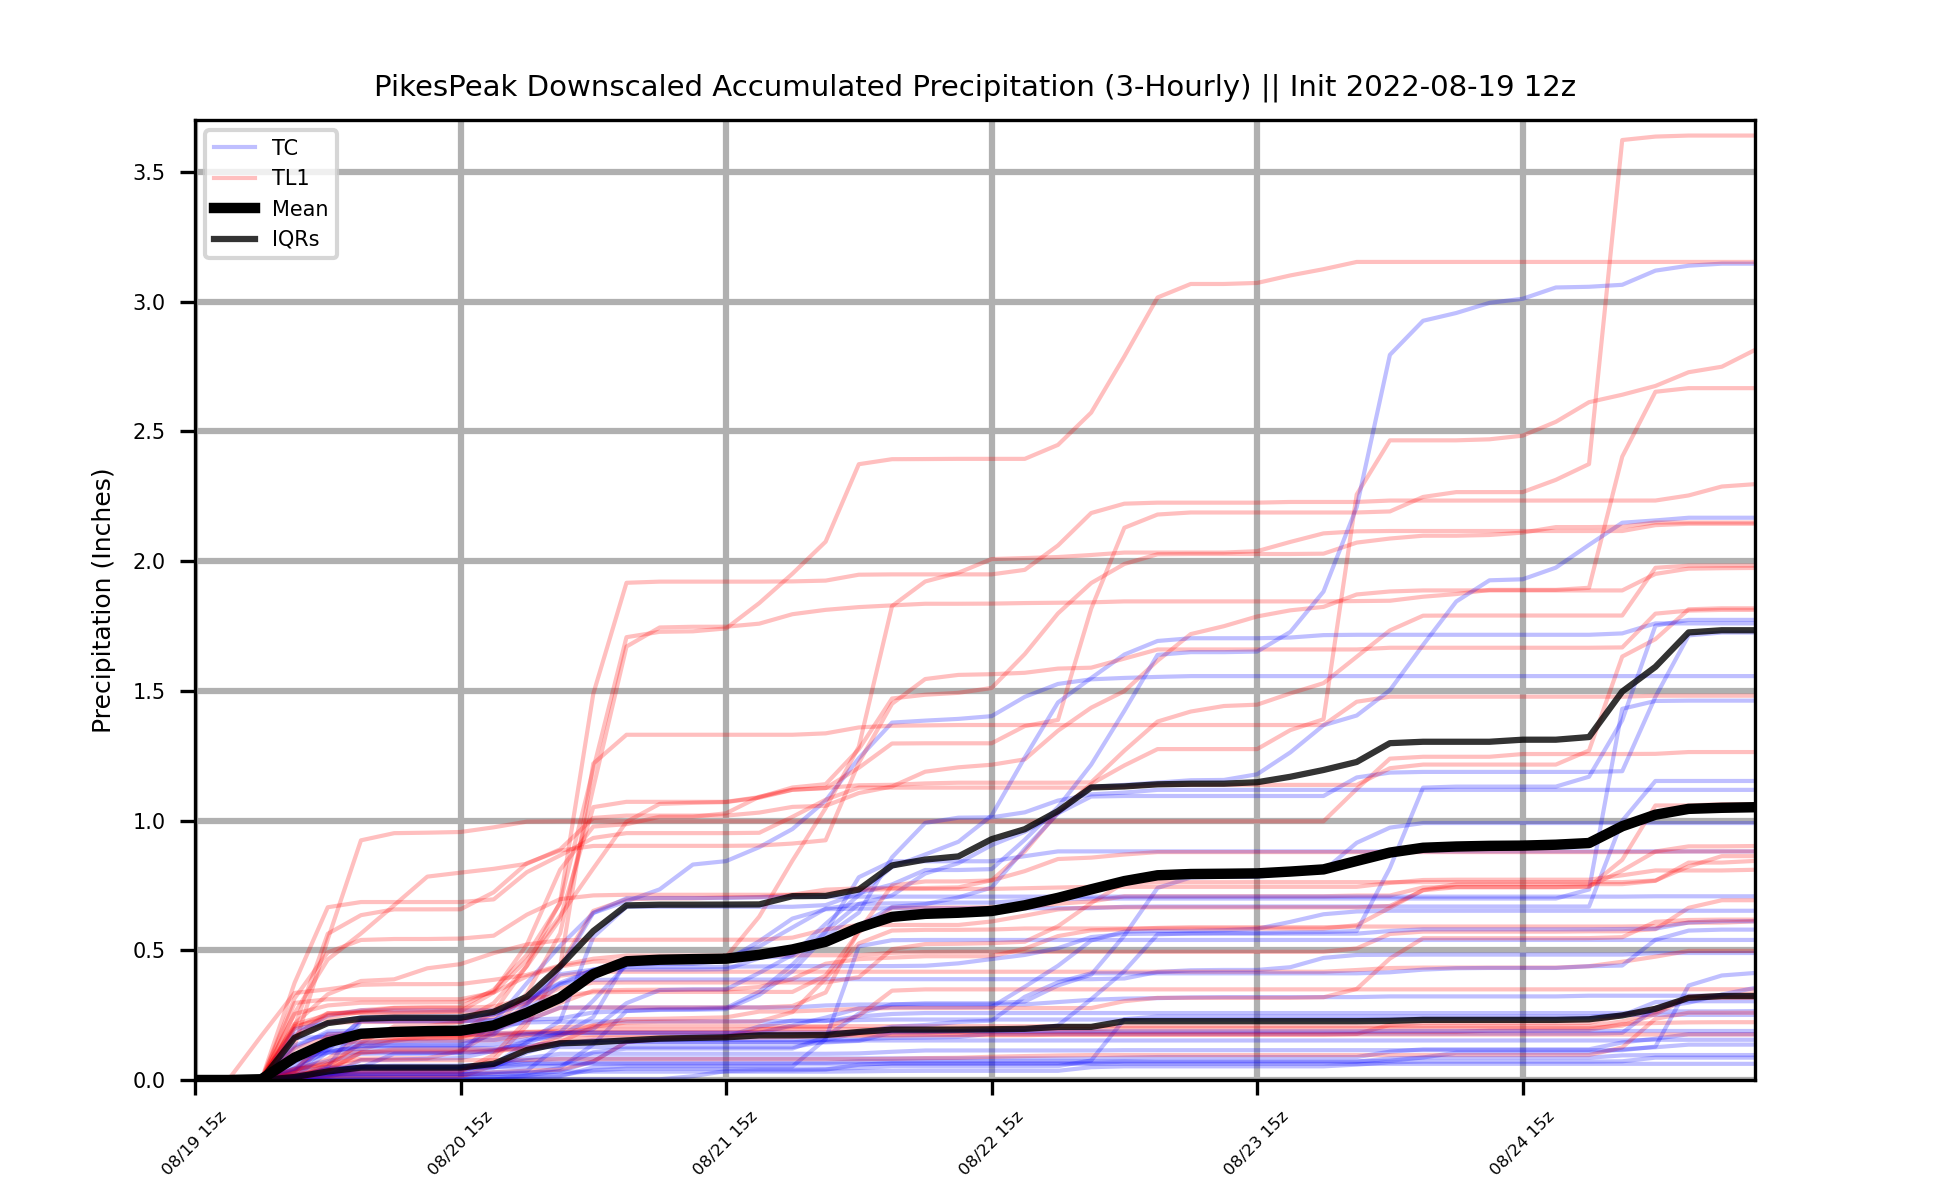 PikesPeak Downscaled Accumulated Precipitation (3-Hourly) || Init 2022-08-19 12z
TC
TL1
Mean
IQRs
Precipitation (Inches)
3.5
3.0
2.5
2.0
1.5
1.0
0.5
0.0
08/19 15z
08/20 15z
08/21 15z
08/22 15z
08/23 15z
08/24 15z